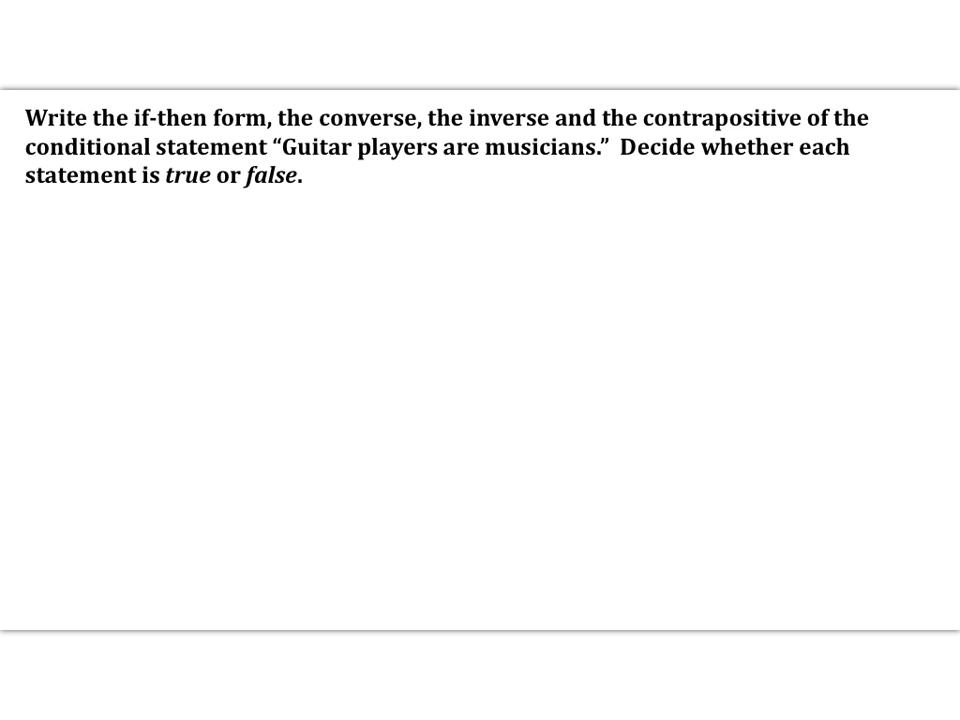 Write the if-then form, the converse, the inverse and the contrapositive of the
conditional statement “Guitar players are musicians.”  Decide whether each
statement is true or false.